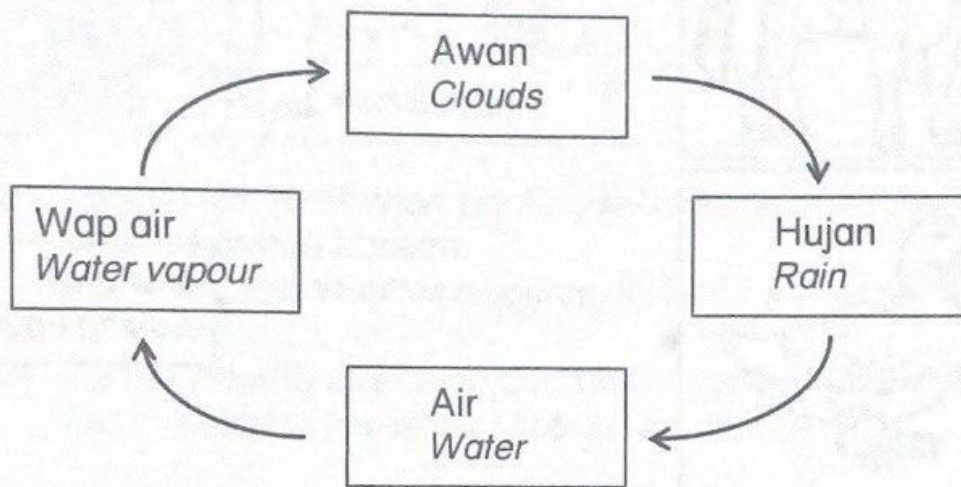 Awan
Clouds
Wap air
Water vapour
Hujan
Rain
Air
Water